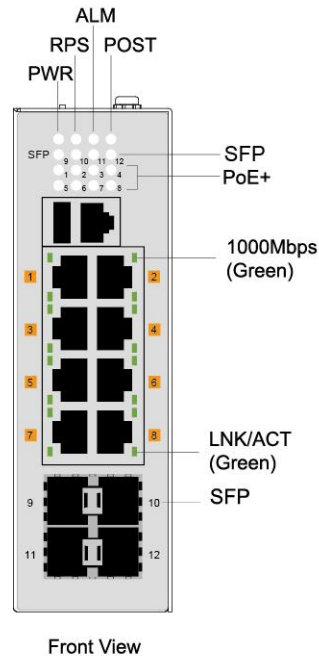 ALM
RPS POST
PWR
SFP 9 10 11 12 SFP
1 2 3 4 PoE+
5 6 7 8
1000Mbps
(Green)
1 2
3 4
5 6
7 8
LNK/ACT
(Green)
9 10 SFP
11 12
Front View